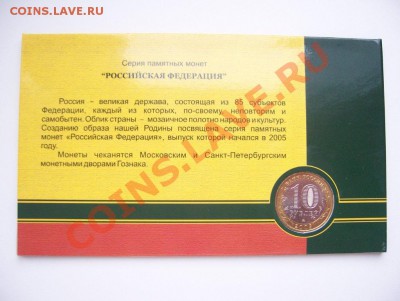 COINS.LAVE.RU
Серия памятных монет
"РОССИЙСКАЯ ФЕДЕРАЦИЯ"
Россия – великая держава, состоящая из 85 субъектов
Федерации, каждый из которых, по-своему, неповторим и
самобытен. Облик страны – мозаичное полотно народов и культур.
Созданию образа нашей Родины посвящена серия памятных
монет «Российская Федерация», выпуск которой начался в 2005
году.
Монеты чеканятся Московским и Санкт-Петербургским
монетными дворами Гознака.
10
РУБЛЕЙ
COINS.LAVE.RU